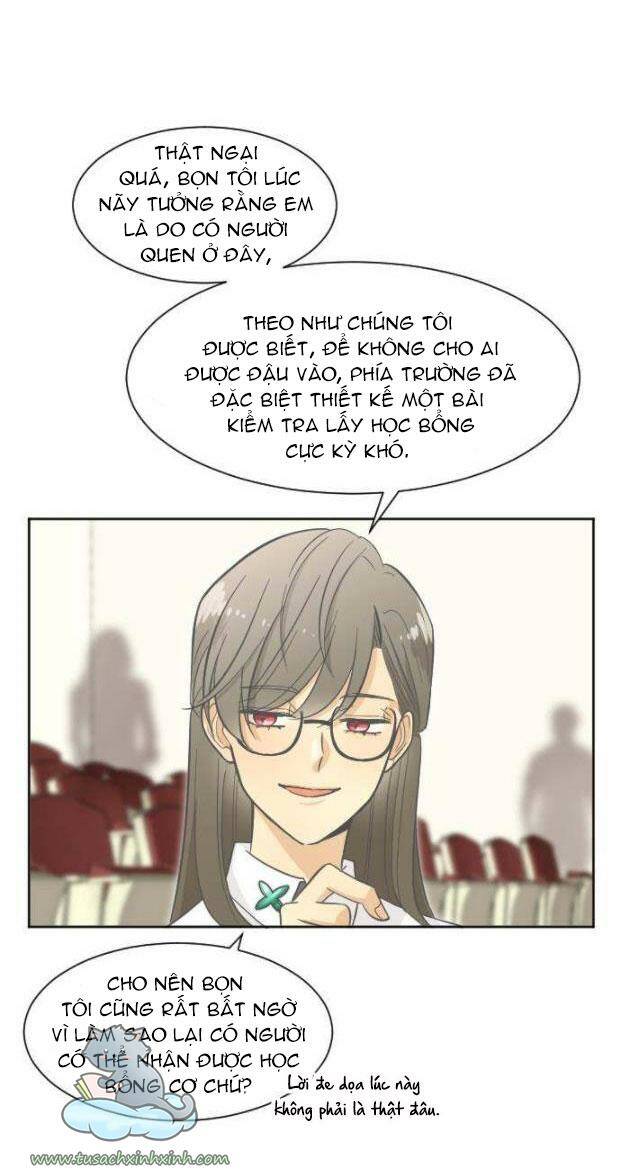 THẬT NGẠI
QUÁ, BỌN TÔI LÚC
NÃY TƯỞNG RẰNG EM
LÀ DO CÓ NGƯỜI
QUEN Ở ĐÂY,
THEO NHƯ CHÚNG TÔI
ĐƯỢC BIẾT, ĐỂ KHÔNG CHO AI
ĐƯỢC ĐẬU VÀO, PHÍA TRƯỜNG ĐÃ
ĐẶC BIỆT THIẾT KẾ MỘT BÀI
KIỂM TRA LẤY HỌC BỔNG
CỰC KỲ KHÓ.
CHO NÊN BỌN
TÔI CŨNG RẤT BẤT NGỜ
VÌ LÀM SAO LẠI CÓ NGƯỜI
CÓ THỂ NHẬN ĐƯỢC HỌC
BỔNG CƠ CHỨ?
Lời đe dọa lúc này
không phải là thật đâu.
www.tusachxinhxinh.com